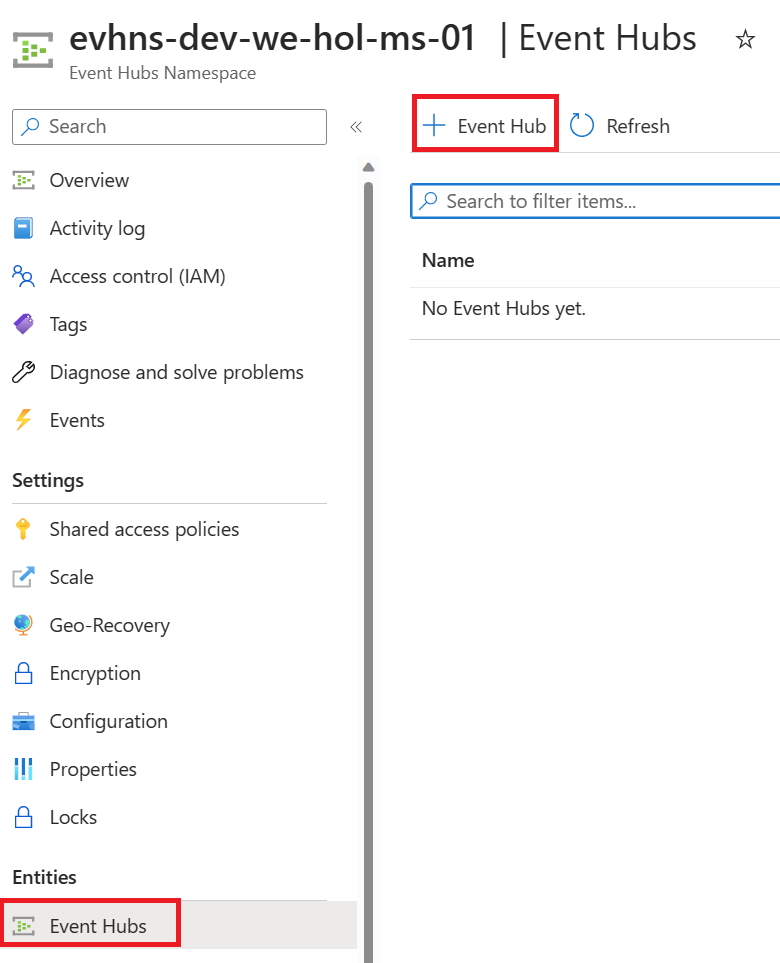 evhns-dev-we-hol-ms-01 | Event Hubs
Event Hubs Namespace
Search
Overview
Activity log
Access control (IAM)
Tags
Diagnose and solve problems
Events
Settings
Shared access policies
Scale
Geo-Recovery
Encryption
Configuration
Properties
Locks
Entities
Event Hubs
Event Hub Refresh
Search to filter items...
Name
No Event Hubs yet.